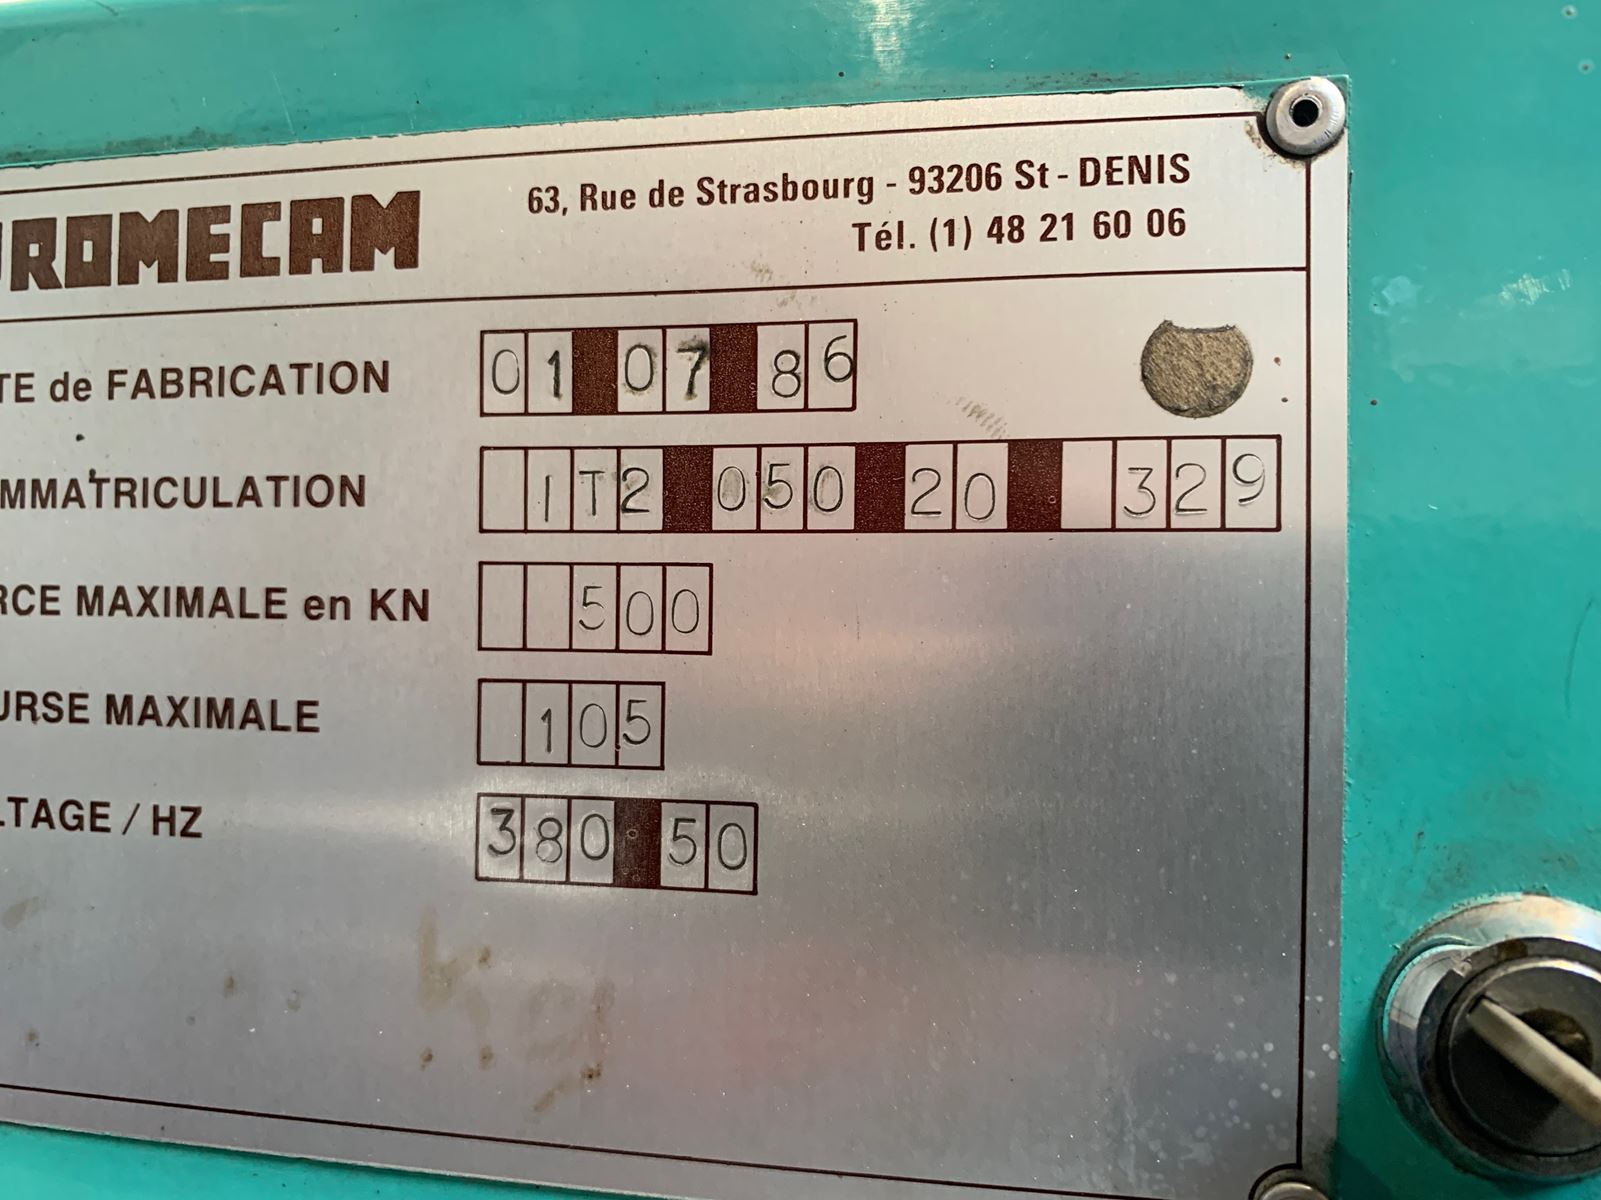 UROMECAM
63, Rue de Strasbourg - 93206 St - DENIS
Tél. (1) 48 21 60 06
TE de FABRICATION 01 07 86
MMATRICULATION IT2 050 20 329
RCE MAXIMALE en KN 500
URSE MAXIMALE 105
LTAGE / HZ 380 50